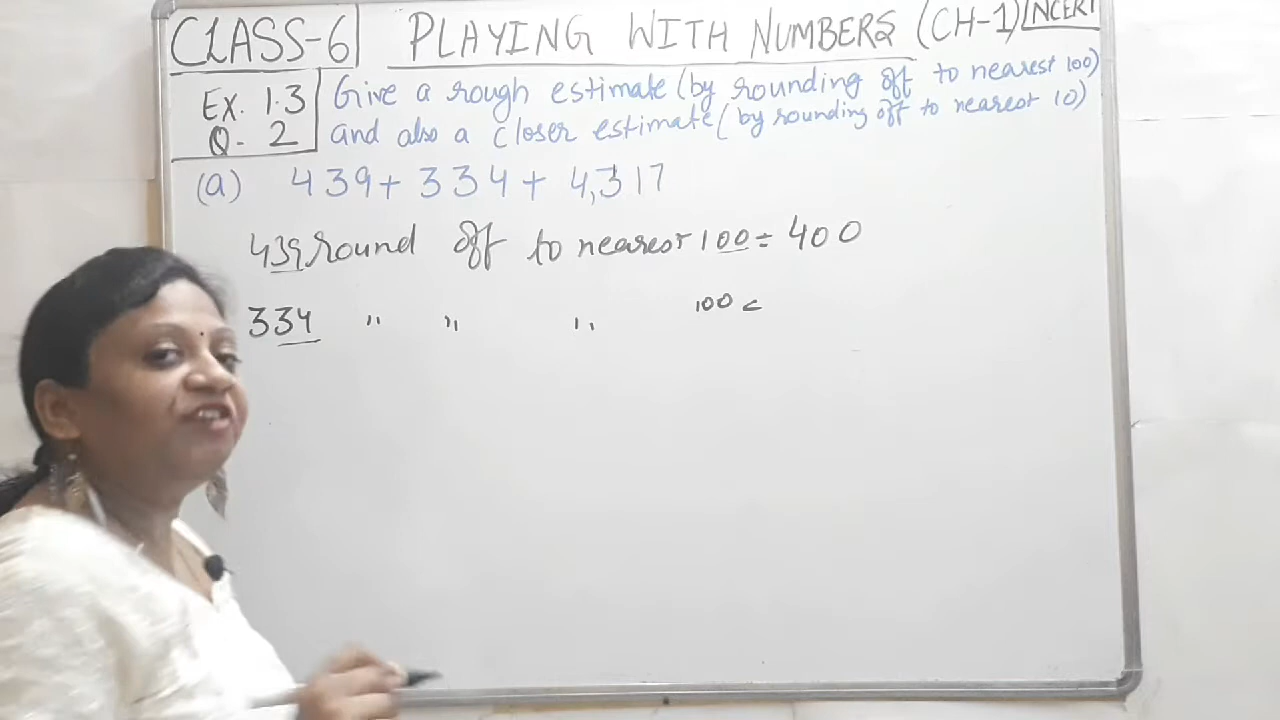 CLASS-6 PLAYING WITH NUMBERS (CH-1) NCERT
EX. 1.3 Give a rough estimate (by rounding off to nearest 100)
Q- 2 and also a closer estimate (by rounding off to nearest 10)
(a) 439 + 334 + 4,317
439 round off to nearest 100 = 400
334 " " " 100 =